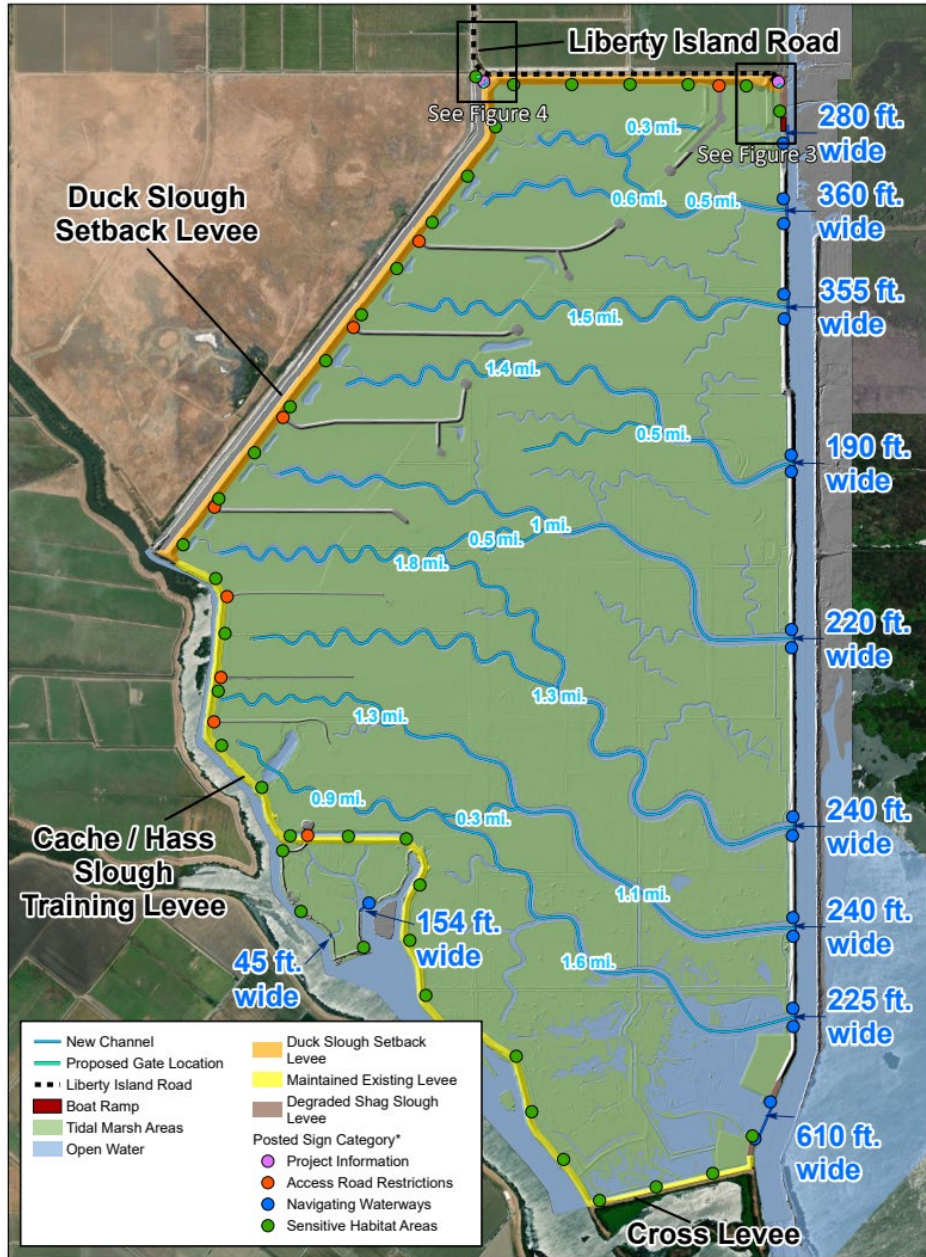 Liberty Island Road
See Figure 4
0.3 mi.
280 ft.
wide
See Figure 3
Duck Slough
Setback Levee
0.6 mi.
0.5 mi.
360 ft.
wide
355 ft.
wide
1.5 mi.
1.4 mi.
0.5 mi.
190 ft.
wide
1 mi.
0.5 mi.
1.8 mi.
220 ft.
wide
1.3 mi.
1.3 mi.
0.9 mi.
0.3 mi.
240 ft.
wide
Cache / Hass
Slough
Training Levee
1.1 mi.
240 ft.
wide
154 ft.
wide
45 ft.
wide
1.6 mi.
225 ft.
wide
610 ft.
wide
Cross Levee
New Channel
Proposed Gate Location
Liberty Island Road
Boat Ramp
Tidal Marsh Areas
Open Water
Duck Slough Setback
Levee
Maintained Existing Levee
Degraded Shag Slough
Levee
Posted Sign Category*
Project Information
Access Road Restrictions
Navigating Waterways
Sensitive Habitat Areas